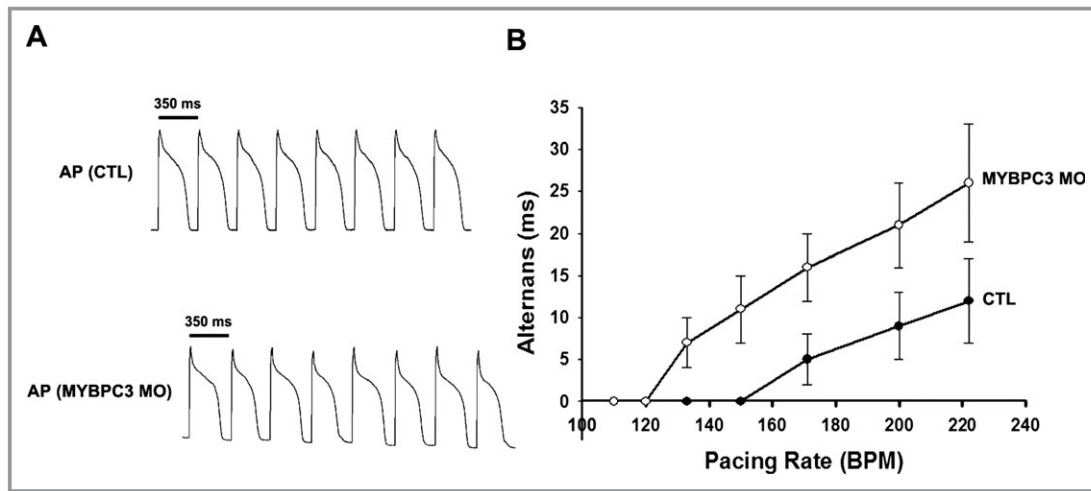 A
350 ms
AP (CTL)
350 ms
AP (MYBPC3 MO)
B
35
30
25
20
15
10
5
0
Alternans (ms)
MYBPC3 MO
CTL
100 120 140 160 180 200 220 240
Pacing Rate (BPM)